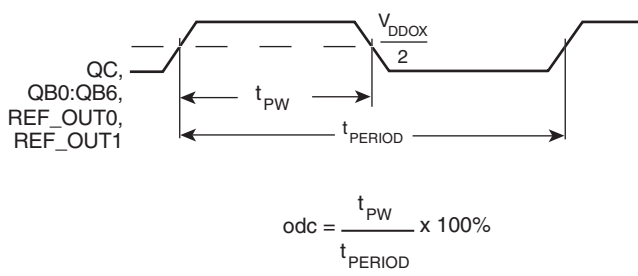 V_DDOX
2
QC,
QB0:QB6,
REF_OUT0,
REF_OUT1
t_PW
t_PERIOD
odc = t_PW / t_PERIOD x 100%